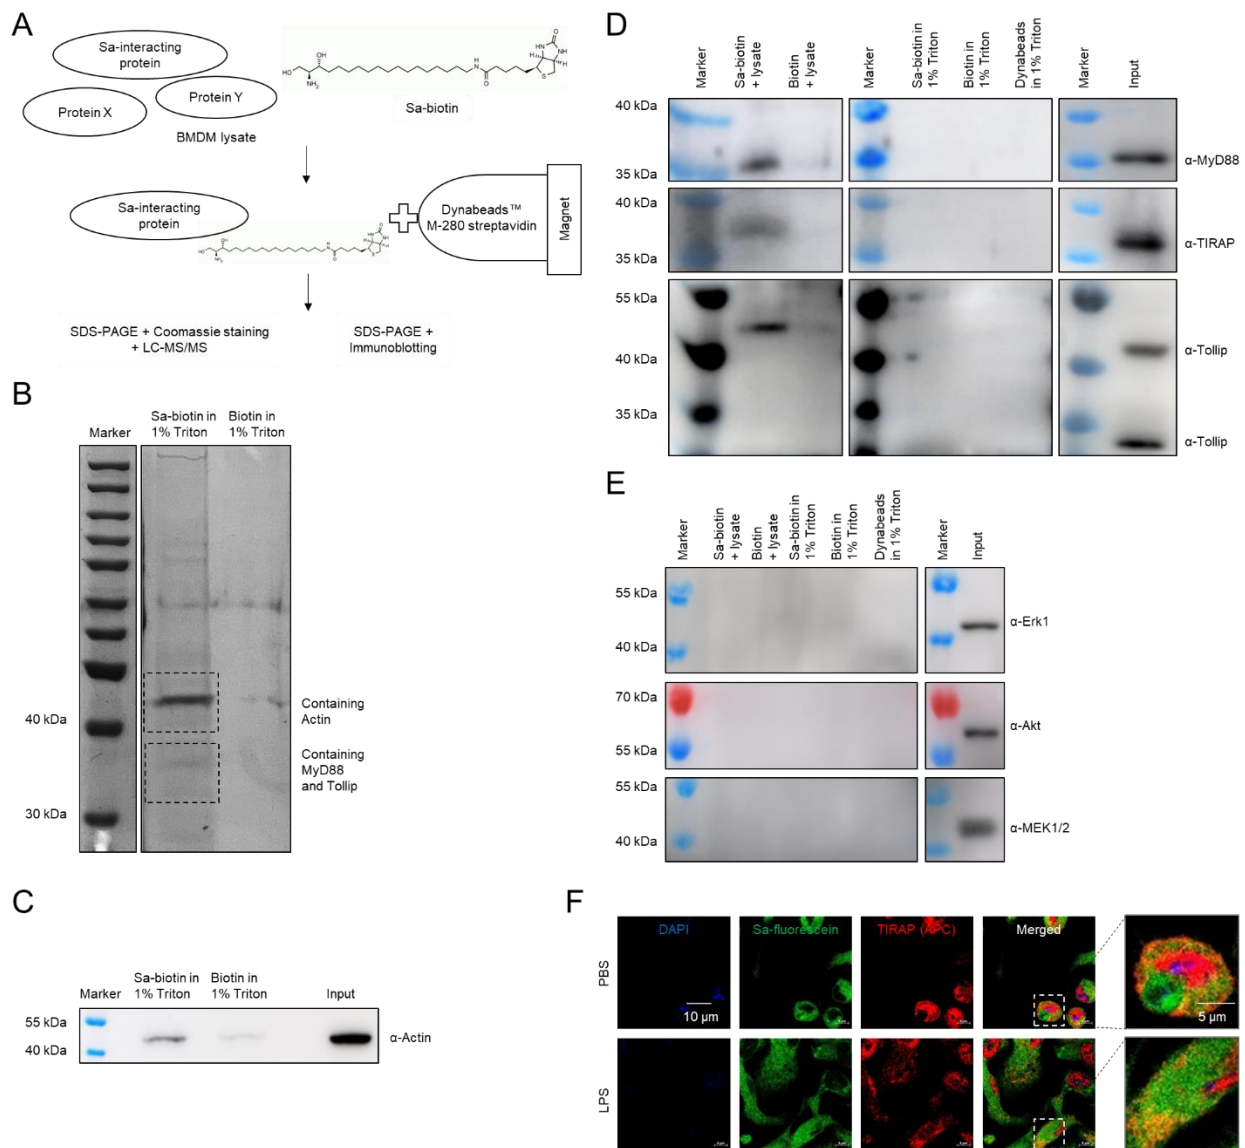 A
Sa-interacting
protein
Protein X
Protein Y
BMDM lysate
Sa-biotin
Sa-interacting
protein
Dynabeads™
M-280 streptavidin
Magnet
SDS-PAGE + Coomassie staining
+ LC-MS/MS
SDS-PAGE +
Immunoblotting
B
Marker
Sa-biotin in
1% Triton
Biotin in
1% Triton
40 kDa
30 kDa
Containing
Actin
Containing
MyD88
and Tollip
C
Marker
Sa-biotin in
1% Triton
Biotin in
1% Triton
Input
55 kDa
40 kDa
α-Actin
D
Marker
Sa-biotin
+ lysate
Biotin
+ lysate
Marker
Sa-biotin in
1% Triton
Biotin in
1% Triton
Dynabeads
in 1% Triton
Marker
Input
40 kDa
35 kDa
α-MyD88
40 kDa
35 kDa
α-TIRAP
55 kDa
40 kDa
35 kDa
α-Tollip
α-Tollip
E
Marker
Sa-biotin
+ lysate
Biotin
+ lysate
Sa-biotin in
1% Triton
Biotin in
1% Triton
Dynabeads
in 1% Triton
Marker
Input
55 kDa
40 kDa
α-Erk1
70 kDa
55 kDa
α-Akt
55 kDa
40 kDa
α-MEK1/2
F
DAPI
Sa-fluorescein
TIRAP (APC)
Merged
PBS
10 µm
5 µm
LPS